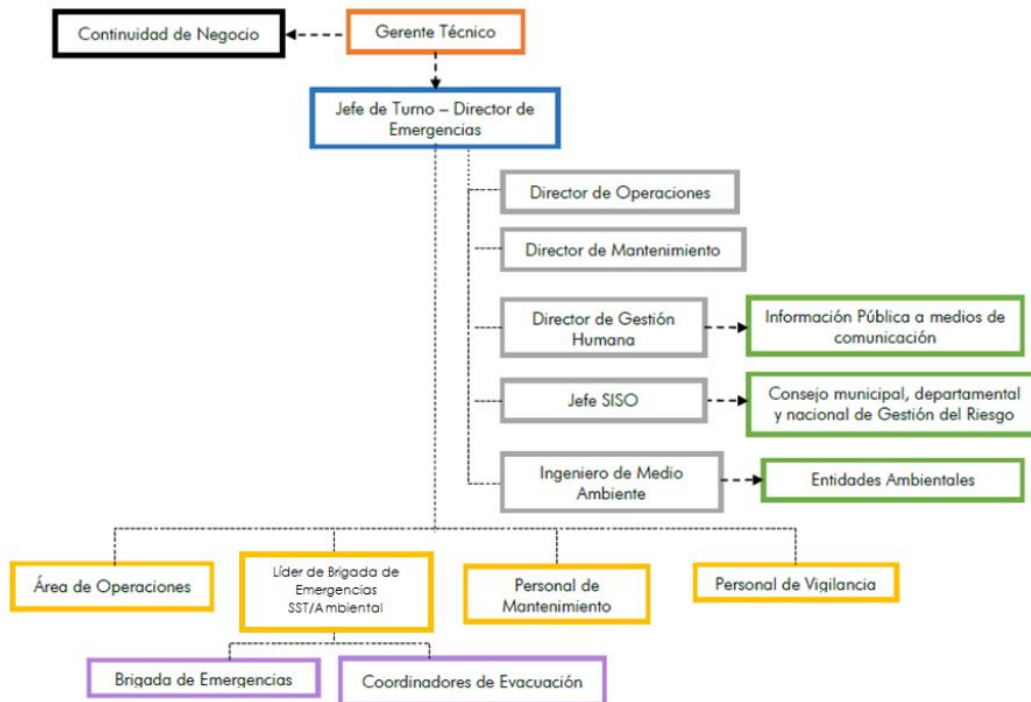 Continuidad de Negocio
Gerente Técnico
Jefe de Turno – Director de
Emergencias
Director de Operaciones
Director de Mantenimiento
Director de Gestión
Humana
Información Pública a medios de
comunicación
Jefe SISO
Consejo municipal, departamental
y nacional de Gestión del Riesgo
Ingeniero de Medio
Ambiente
Entidades Ambientales
Área de Operaciones
Líder de Brigada de
Emergencias
SST/Ambiental
Personal de
Mantenimiento
Personal de Vigilancia
Brigada de Emergencias
Coordinadores de Evacuación